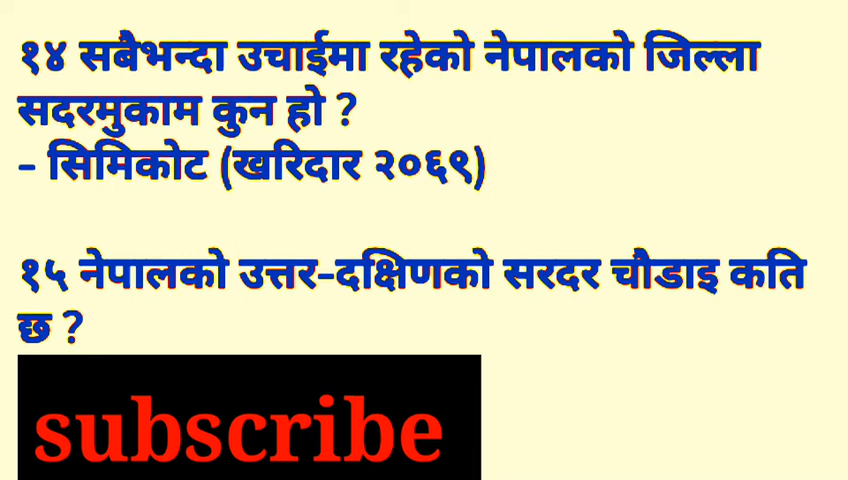 १४ सबैभन्दा उचाईमा रहेको नेपालको जिल्ला
सदरमुकाम कुन हो ?
- सिमिकोट (खरिदार २०६९)
१५ नेपालको उत्तर-दक्षिणको सरदर चौडाइ कति
छ ?
subscribe